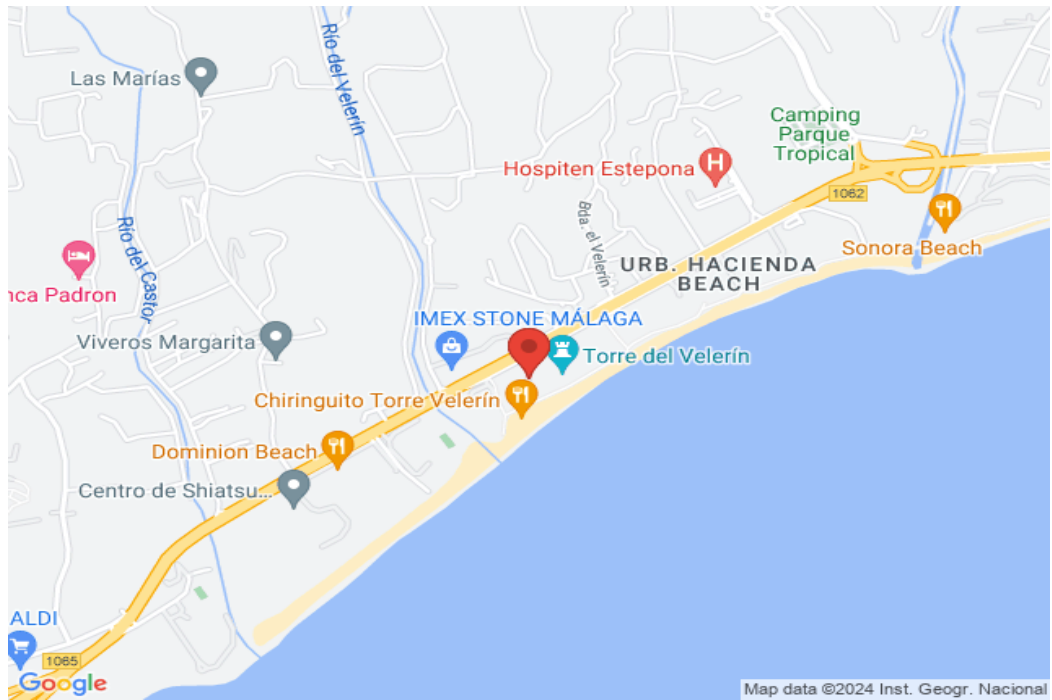 Río del Velerín
Las Marías
Camping
Parque
Tropical
Hospiten Estepona
1062
Bda. el Velerín
Río del Castor
Sonora Beach
URB. HACIENDA
BEACH
nca Padron
IMEX STONE MÁLAGA
Viveros Margarita
Torre del Velerín
Chiringuito Torre Velerín
Dominion Beach
Centro de Shiatsu...
ALDI
1065
Google
Map data ©2024 Inst. Geogr. Nacional